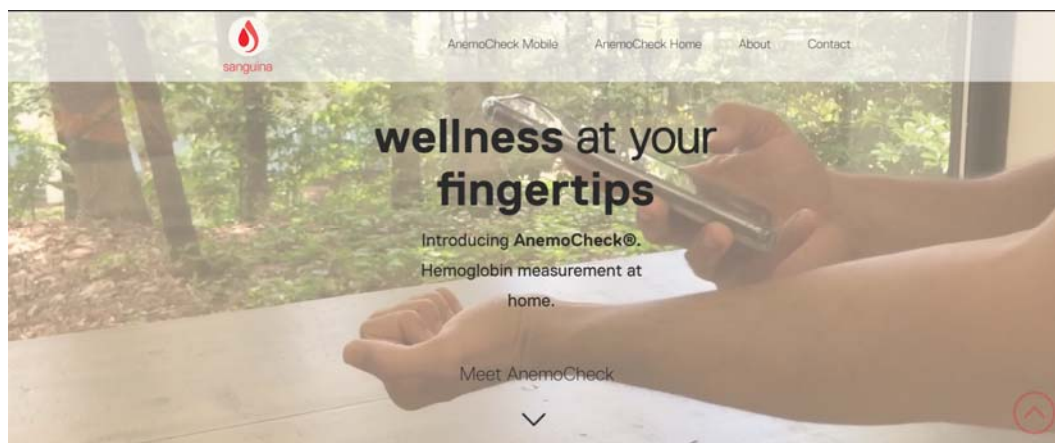 sanguina
AnemoCheck Mobile
AnemoCheck Home
About
Contact
wellness at your
fingertips
Introducing AnemoCheck®.
Hemoglobin measurement at
home.
Meet AnemoCheck